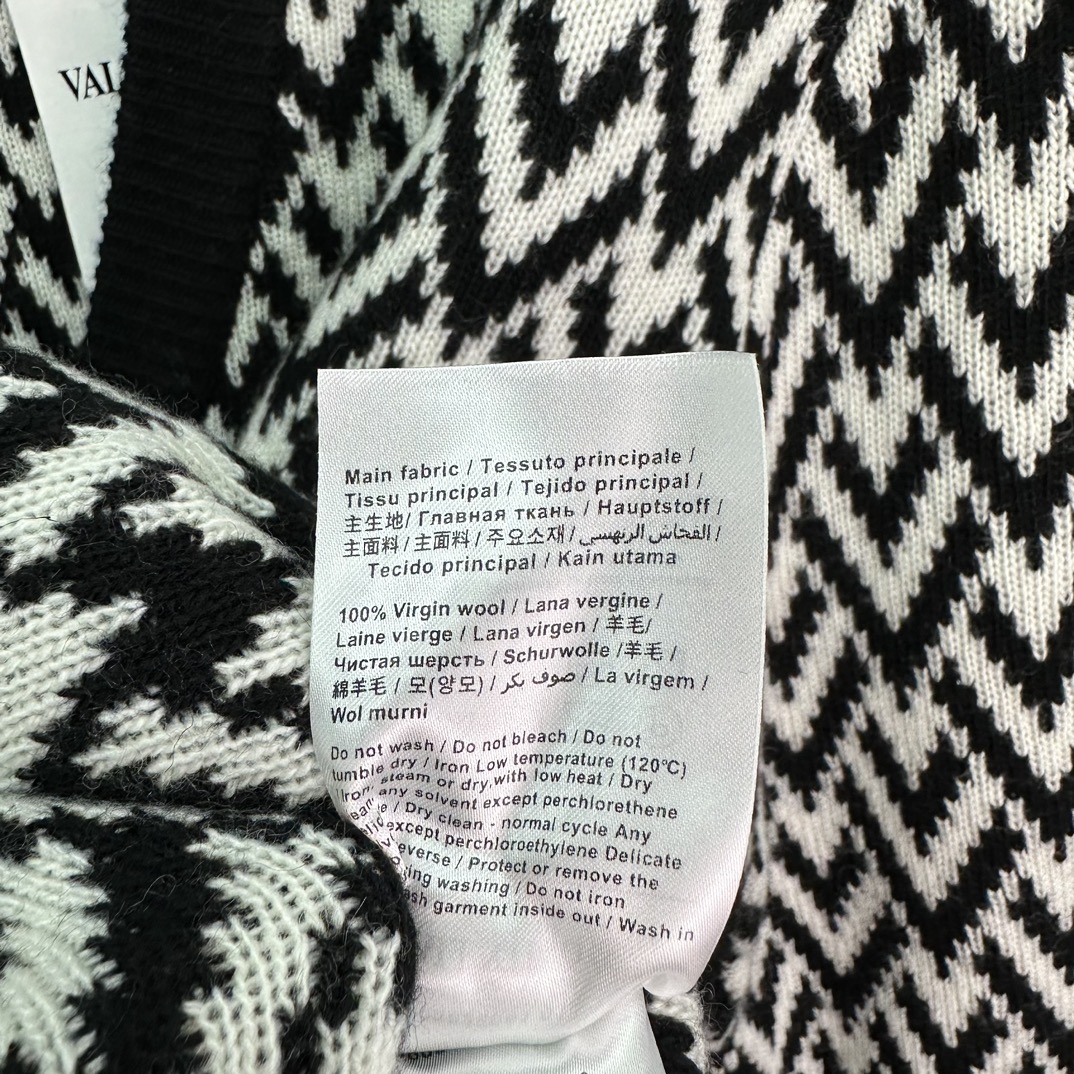 VAL
Main fabric / Tessuto principale /
Tissu principal / Tejido principal /
主生地/ Главная ткань / Hauptstoff /
主面料 / 主面料 / 주요소재 / /
Tecido principal / Kain utama
100% Virgin wool / Lana vergine /
Laine vierge / Lana virgen / 羊毛/
Чистая шерсть / Schurwolle /羊毛 /
綿羊毛 / 모(양모) / صوف بكر / La virgem /
Wol murni
Do not wash / Do not bleach / Do not
tumble dry / Iron Low temperature (120℃)
Iron steam or dry,with low heat / Dry
any solvent except perchlorethene
/ Dry clean - normal cycle Any
except perchloroethylene Delicate
everse / Protect or remove the
ing washing / Do not iron
ash garment inside out / Wash in